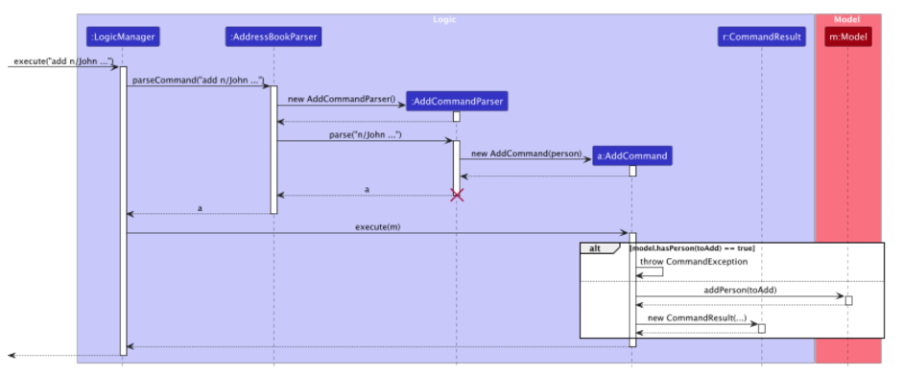 Logic
Model
:LogicManager
:AddressBookParser
r:CommandResult
m:Model
execute("add n/John ...")
parseCommand("add n/John ...")
new AddCommandParser()
:AddCommandParser
parse("n/John ...")
new AddCommand(person)
a:AddCommand
a
a
execute(m)
alt
[model.hasPerson(toAdd) == true]
throw CommandException
addPerson(toAdd)
new CommandResult(...)